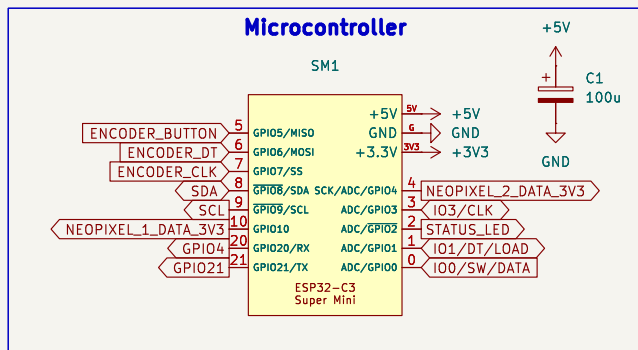 Microcontroller
+5V
SM1
C1
+
100u
GND
5V
+5V
+5V
G
GND
GND
3V3
+3.3V
+3V3
ENCODER_BUTTON 5 GPIO5/MISO
ENCODER_DT 6 GPIO6/MOSI
ENCODER_CLK 7 GPIO7/SS
SDA 8 GPIO8/SDA SCK/ADC/GPIO4 4 NEOPIXEL_2_DATA_3V3
SCL 9 GPIO9/SCL ADC/GPIO3 3 IO3/CLK
NEOPIXEL_1_DATA_3V3 10 GPIO10 ADC/GPIO2 2 STATUS_LED
GPIO4 20 GPIO20/RX ADC/GPIO1 1 IO1/DT/LOAD
GPIO21 21 GPIO21/TX ADC/GPIO0 0 IO0/SW/DATA
ESP32-C3
Super Mini